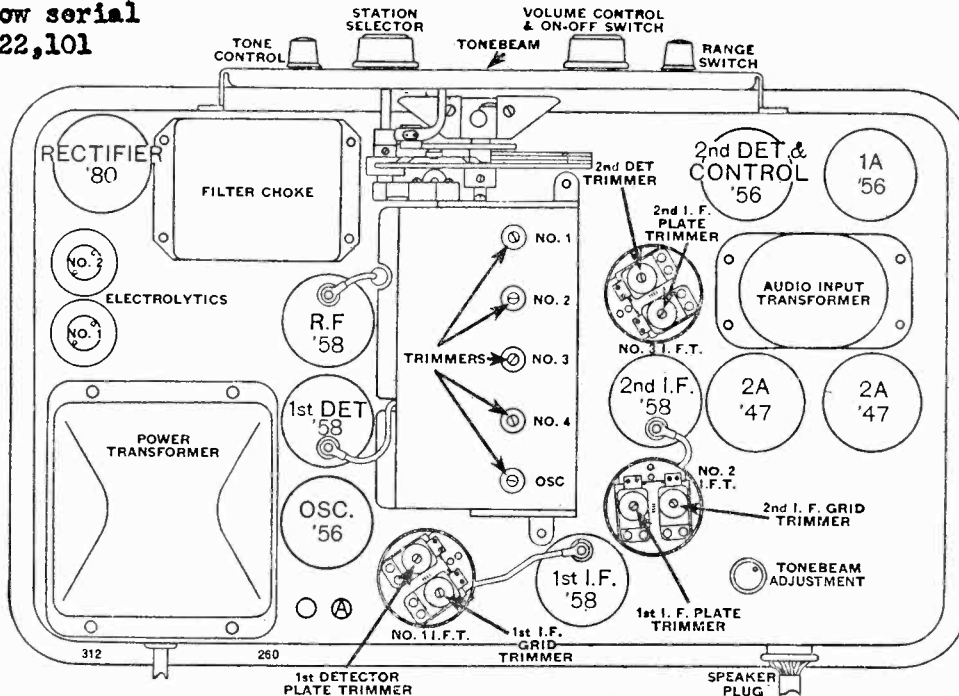 ow serial
22,101
TONE
CONTROL
STATION
SELECTOR
TONEBEAM
VOLUME CONTROL
& ON-OFF SWITCH
RANGE
SWITCH
RECTIFIER
'80
FILTER CHOKE
2nd DET
TRIMMER
2nd DET. &
CONTROL
'56
1A
'56
2nd I. F.
PLATE
TRIMMER
NO. 1
NO. 2
NO. 3
NO. 4
OSC
TRIMMERS
NO. 2
NO. 1
ELECTROLYTICS
R.F
'58
AUDIO INPUT
TRANSFORMER
NO. 3 I. F.T.
1st DET
'58
2nd I.F.
'58
2A
'47
2A
'47
POWER
TRANSFORMER
NO. 2
I.F.T.
OSC.
'56
2nd I. F. GRID
TRIMMER
1st I.F.
'58
TONEBEAM
ADJUSTMENT
A
NO. 1 I. F.T.
1st I.F.
GRID
TRIMMER
1st I. F. PLATE
TRIMMER
312
260
1st DETECTOR
PLATE TRIMMER
SPEAKER
PLUG